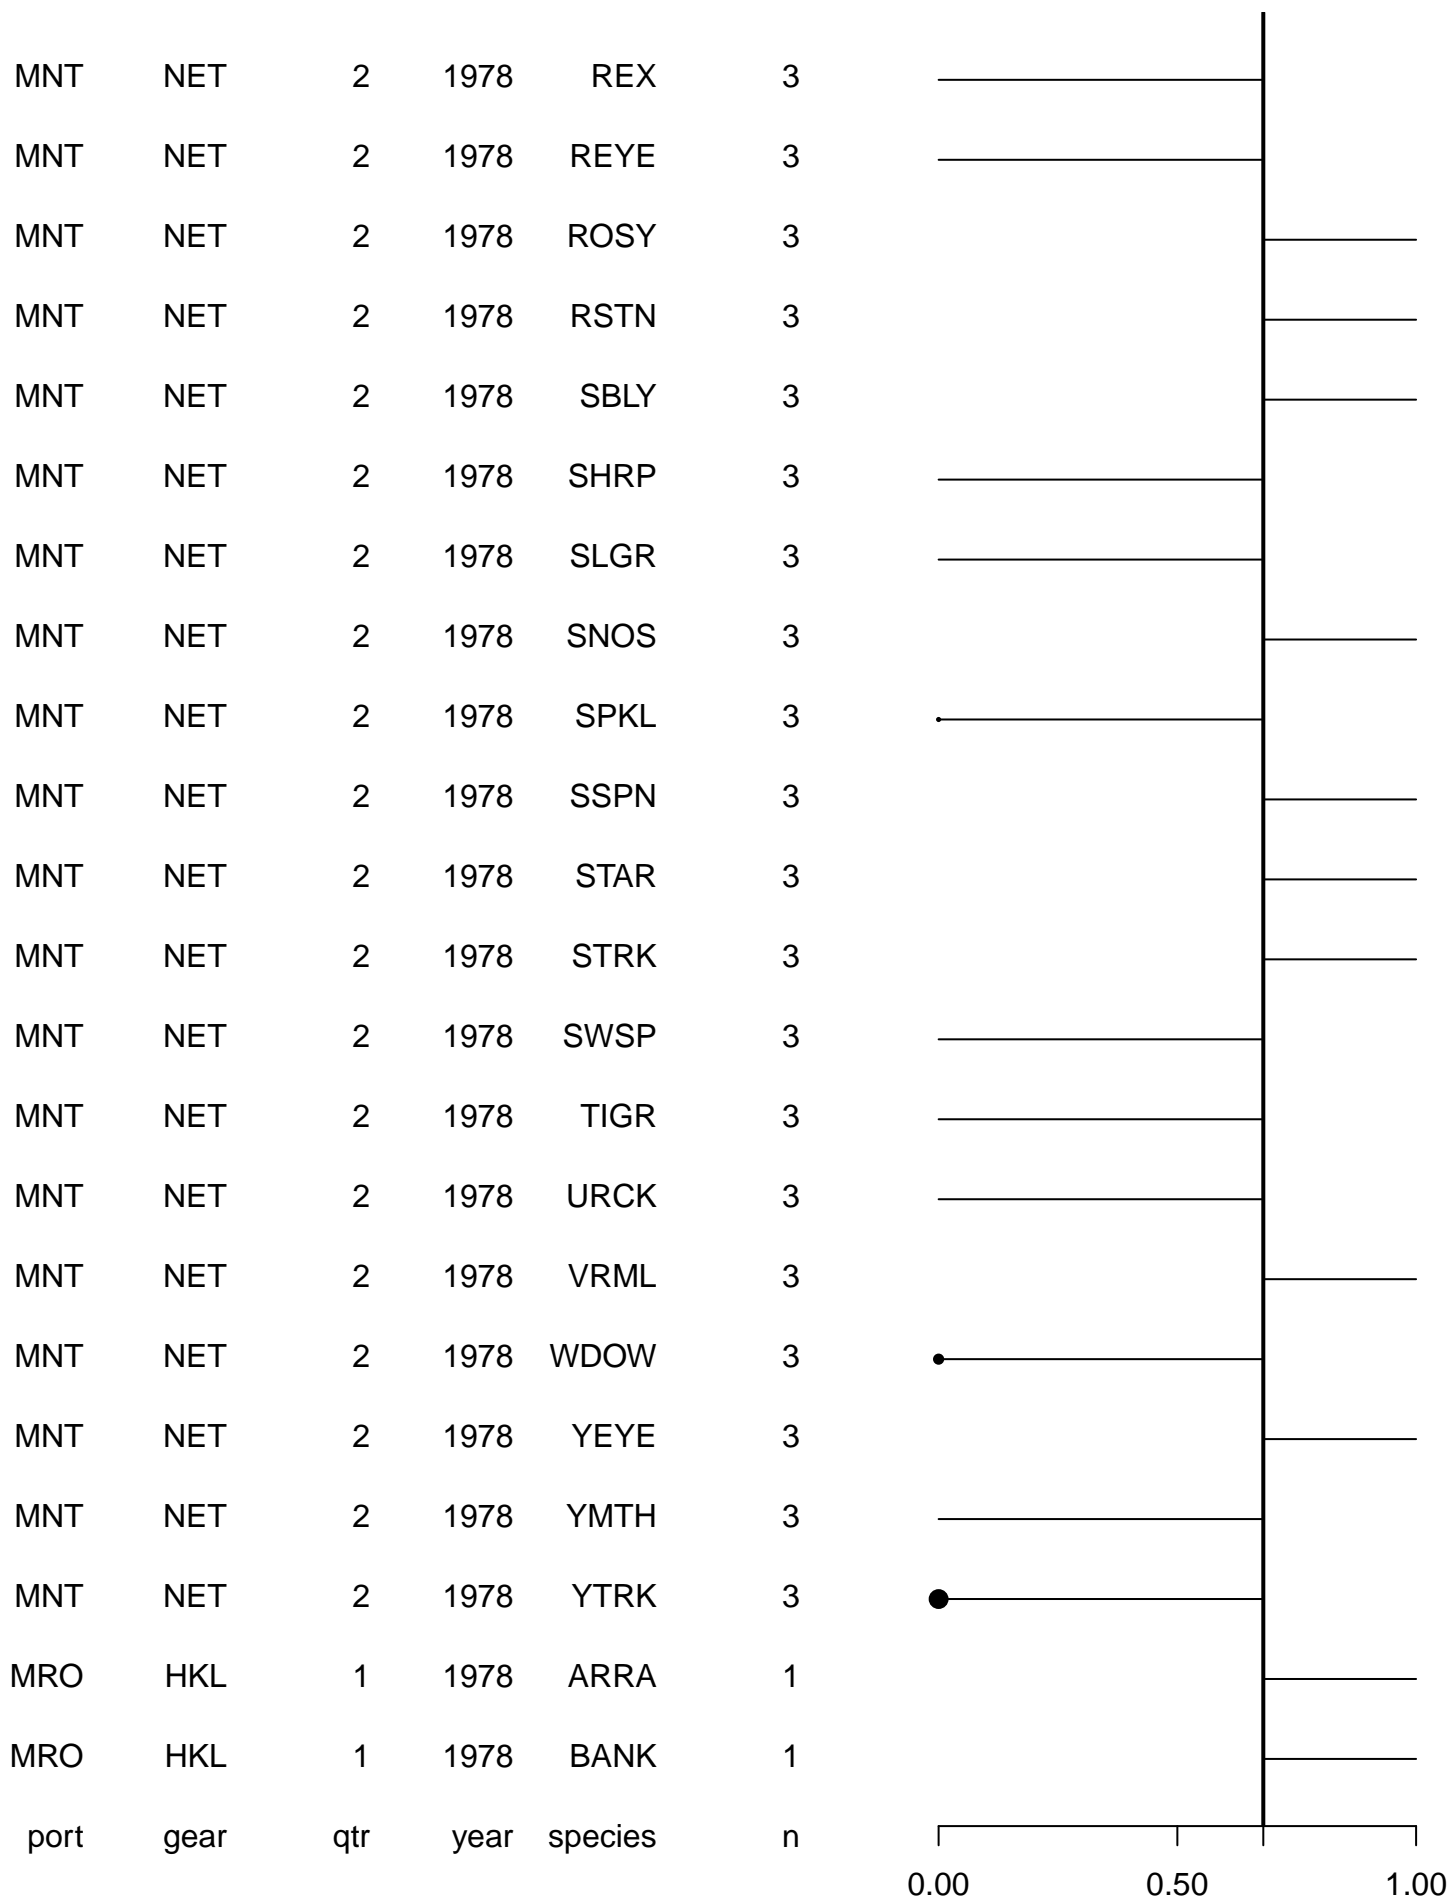 MNT NET 2 1978 REX 3
MNT NET 2 1978 REYE 3
MNT NET 2 1978 ROSY 3
MNT NET 2 1978 RSTN 3
MNT NET 2 1978 SBLY 3
MNT NET 2 1978 SHRP 3
MNT NET 2 1978 SLGR 3
MNT NET 2 1978 SNOS 3
MNT NET 2 1978 SPKL 3
MNT NET 2 1978 SSPN 3
MNT NET 2 1978 STAR 3
MNT NET 2 1978 STRK 3
MNT NET 2 1978 SWSP 3
MNT NET 2 1978 TIGR 3
MNT NET 2 1978 URCK 3
MNT NET 2 1978 VRML 3
MNT NET 2 1978 WDOW 3
MNT NET 2 1978 YEYE 3
MNT NET 2 1978 YMTH 3
MNT NET 2 1978 YTRK 3
MRO HKL 1 1978 ARRA 1
MRO HKL 1 1978 BANK 1
port gear qtr year species n
0.00 0.50 1.00